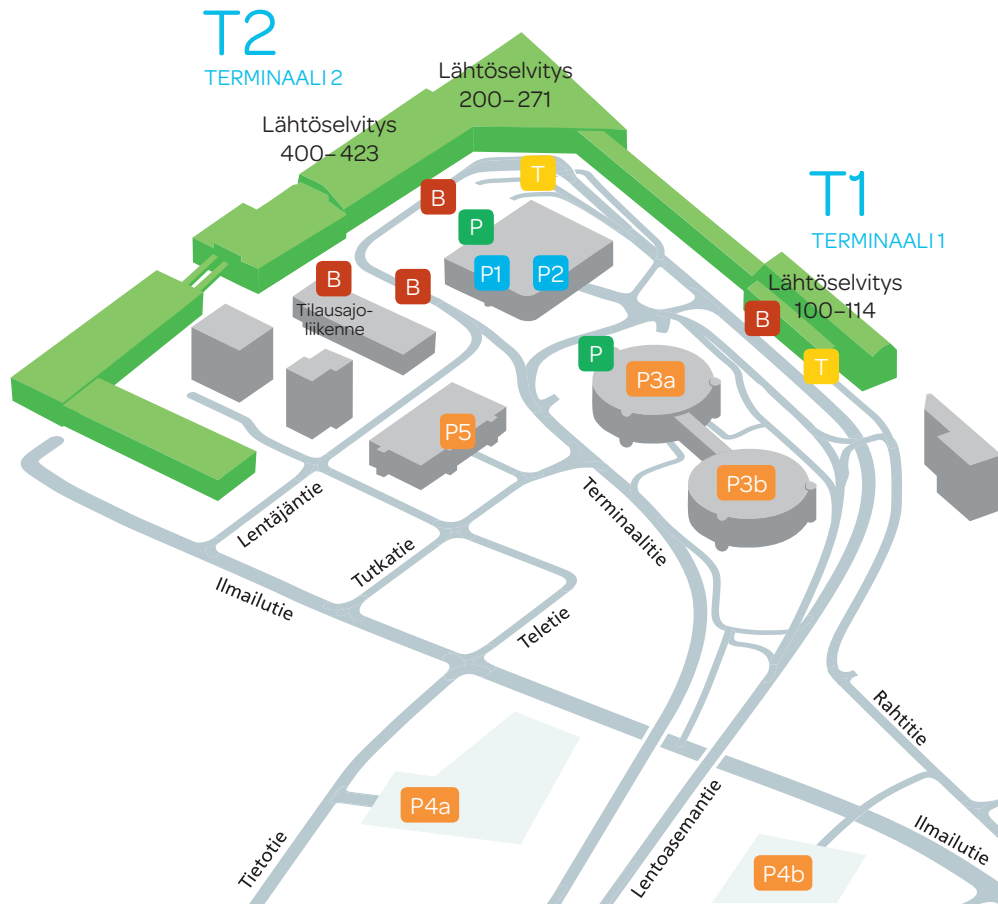 T2
TERMINAALI 2
Lähtöselvitys
200–271
Lähtöselvitys
400–423
T1
TERMINAALI 1
Lähtöselvitys
100–114
T
B
P
P1
P2
B
B
Tilausajo-
liikenne
B
T
P
P3a
P5
P3b
Lentäjäntie
Tutkatie
Terminaalitie
Ilmailutie
Teletie
Rahtitie
P4a
Tietotie
Lentoasemantie
Ilmailutie
P4b